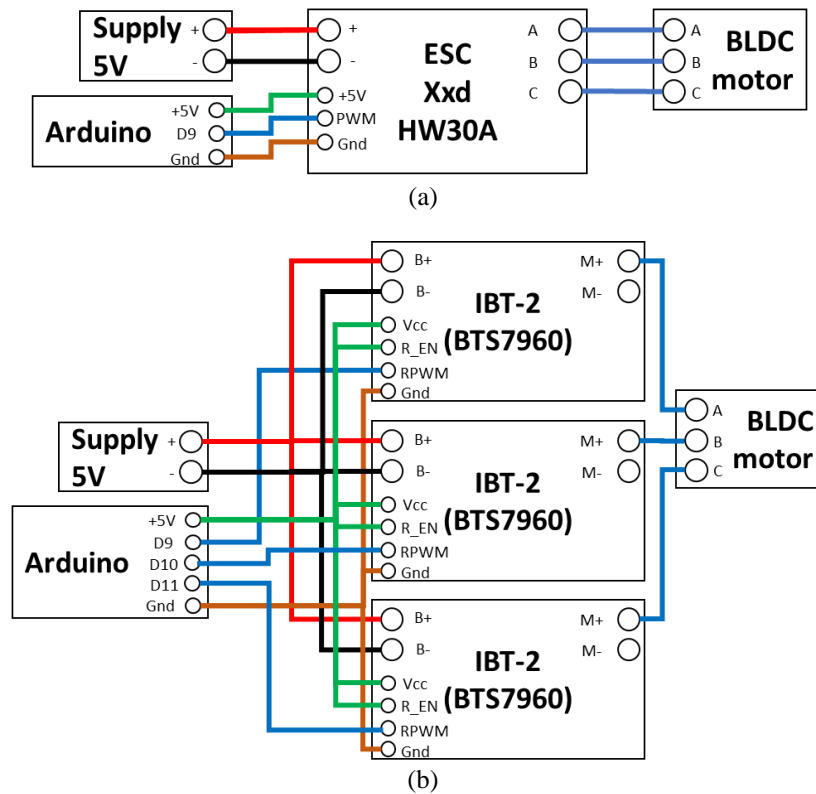 Supply
5V
+
-
Arduino
+5V
D9
Gnd
+
-
+5V
PWM
Gnd
ESC
Xxd
HW30A
A
B
C
A
B
C
BLDC
motor
(a)
B+
B-
Vcc
R_EN
RPWM
Gnd
IBT-2
(BTS7960)
M+
M-
Supply
5V
+
-
B+
B-
Vcc
R_EN
RPWM
Gnd
IBT-2
(BTS7960)
M+
M-
A
B
C
BLDC
motor
Arduino
+5V
D9
D10
D11
Gnd
B+
B-
Vcc
R_EN
RPWM
Gnd
IBT-2
(BTS7960)
M+
M-
(b)